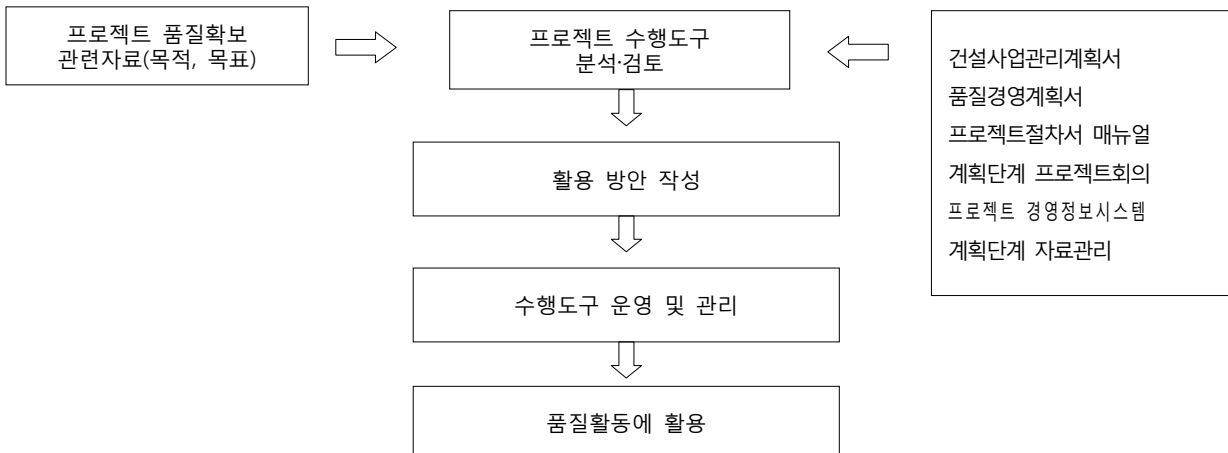 프로젝트 품질확보
관련자료(목적, 목표)
프로젝트 수행도구
분석·검토
건설사업관리계획서
품질경영계획서
프로젝트절차서 매뉴얼
계획단계 프로젝트회의
프로젝트 경영정보시스템
계획단계 자료관리
활용 방안 작성
수행도구 운영 및 관리
품질활동에 활용